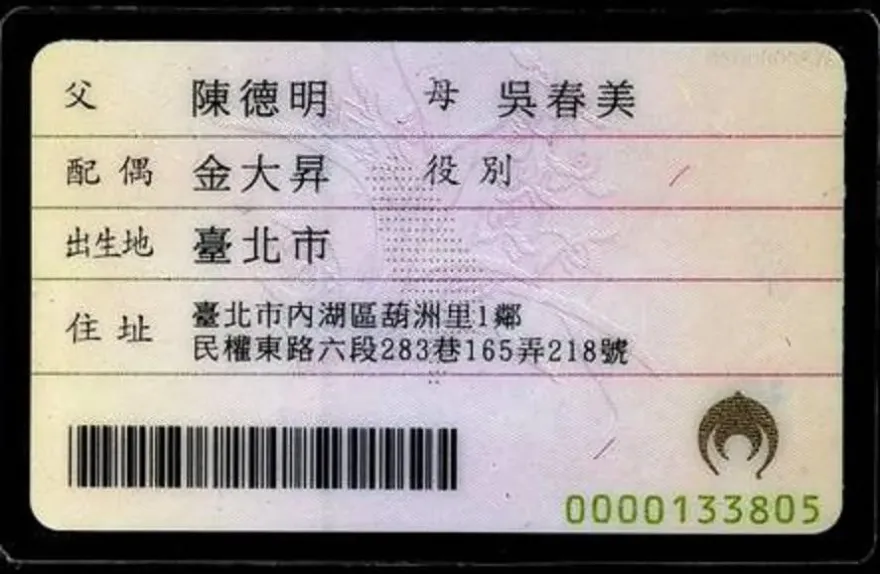 父 陳德明 母 吳春美
配偶 金大昇 役別
出生地 臺北市
住址 臺北市內湖區葫洲里1鄰
民權東路六段283巷165弄218號
0000133805